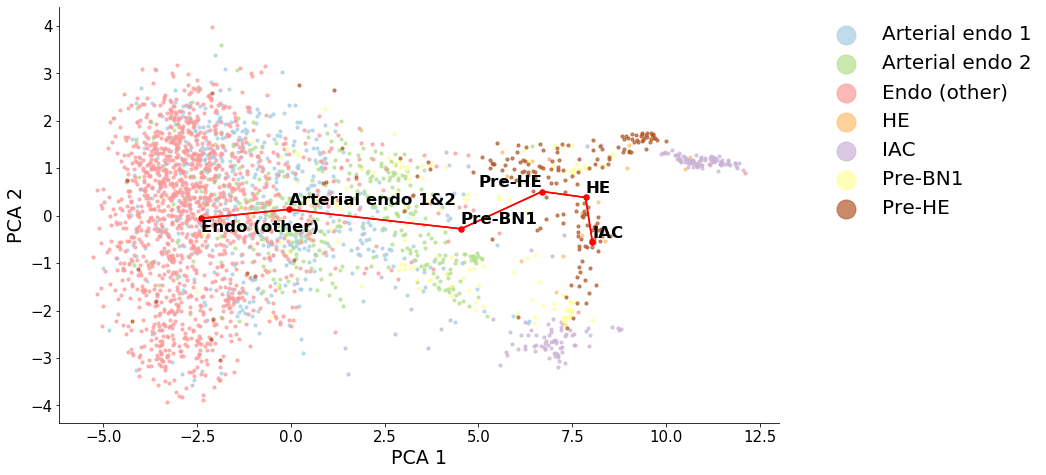 4
3
2
1
0
−1
−2
−3
−4
PCA 2
−5.0
−2.5
0.0
2.5
5.0
7.5
10.0
12.5
PCA 1
Pre-HE
HE
Arterial endo 1&2
Pre-BN1
Endo (other)
IAC
Arterial endo 1
Arterial endo 2
Endo (other)
HE
IAC
Pre-BN1
Pre-HE